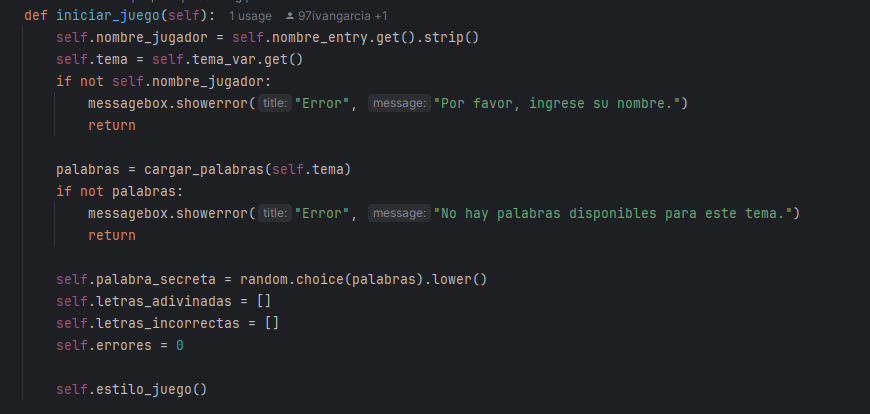 def iniciar_juego(self): 1 usage 97ivangarcia +1
self.nombre_jugador = self.nombre_entry.get().strip()
self.tema = self.tema_var.get()
if not self.nombre_jugador:
messagebox.showerror(title: "Error", message: "Por favor, ingrese su nombre.")
return
palabras = cargar_palabras(self.tema)
if not palabras:
messagebox.showerror(title: "Error", message: "No hay palabras disponibles para este tema.")
return
self.palabra_secreta = random.choice(palabras).lower()
self.letras_adivinadas = []
self.letras_incorrectas = []
self.errores = 0
self.estilo_juego()